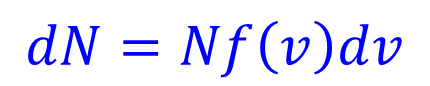 dN = Nf(v)dv